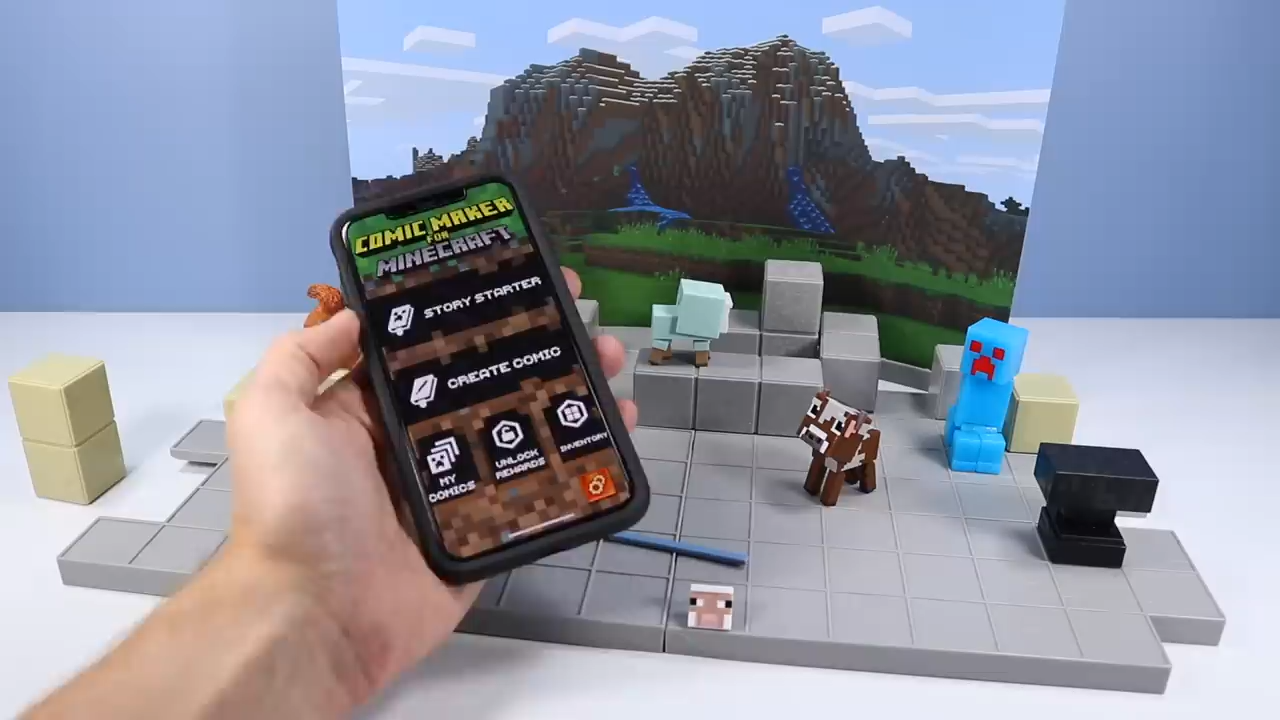 COMIC MAKER
FOR
MINECRAFT
STORY STARTER
CREATE COMIC
MY
COMICS
UNLOCK
REWARDS
INVENTORY